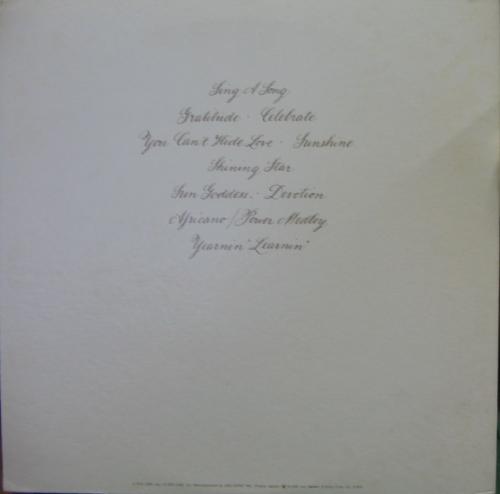 Sing A Song
Gratitude · Celebrate
You Can't Hide Love · Sunshine
Shining Star
Sun Goddess · Devotion
Africano/Power Medley
Yearnin' Learnin'